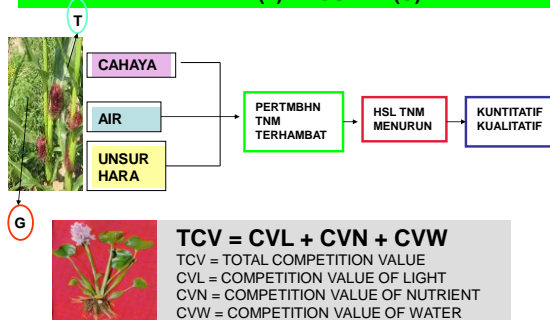 T
CAHAYA
AIR
UNSUR
HARA
PERTMBHN
TNM
TERHAMBAT
HSL TNM
MENURUN
KUNTITATIF
KUALITATIF
G
TCV = CVL + CVN + CVW
TCV = TOTAL COMPETITION VALUE
CVL = COMPETITION VALUE OF LIGHT
CVN = COMPETITION VALUE OF NUTRIENT
CVW = COMPETITION VALUE OF WATER